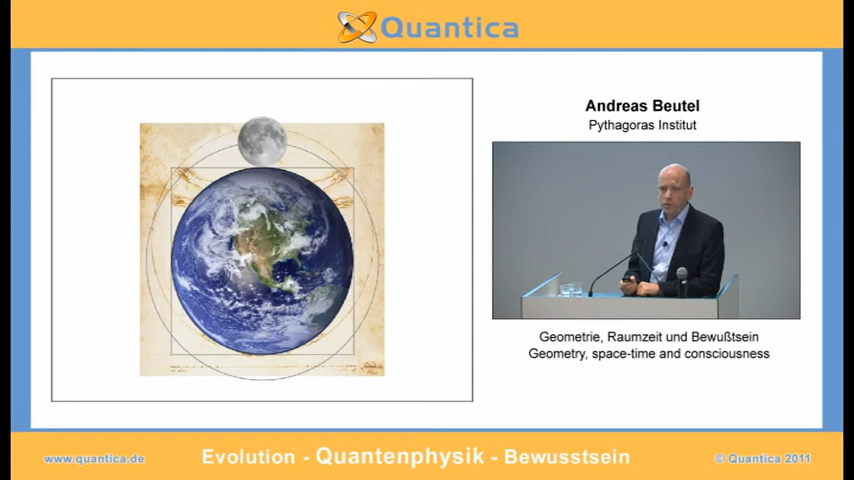 Quantica
Andreas Beutel
Pythagoras Institut
Geometrie, Raumzeit und Bewußtsein
Geometry, space-time and consciousness
www.quantica.de
Evolution - Quantenphysik - Bewusstsein
© Quantica 2011